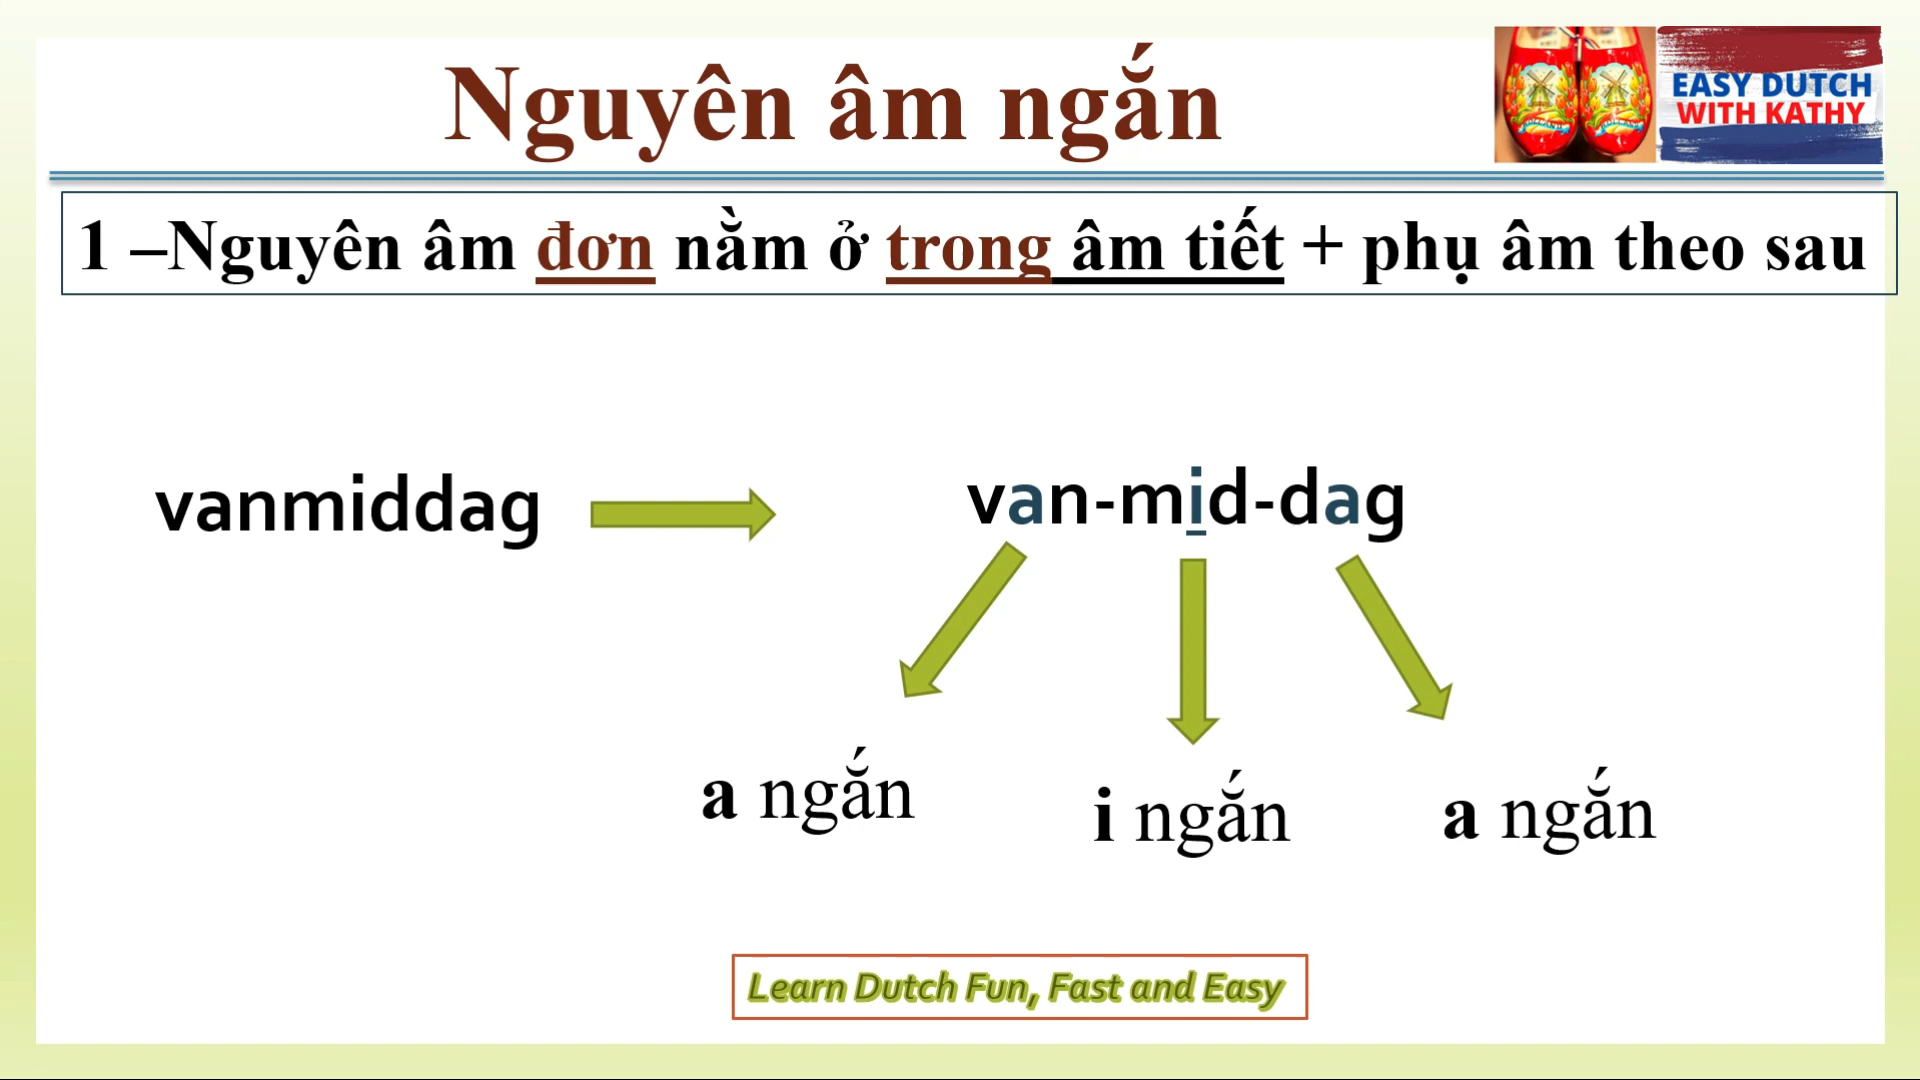 Nguyên âm ngắn
EASY DUTCH
WITH KATHY
1 –Nguyên âm đơn nằm ở trong âm tiết + phụ âm theo sau
vanmiddag
van-mid-dag
a ngắn
i ngắn
a ngắn
Learn Dutch Fun, Fast and Easy